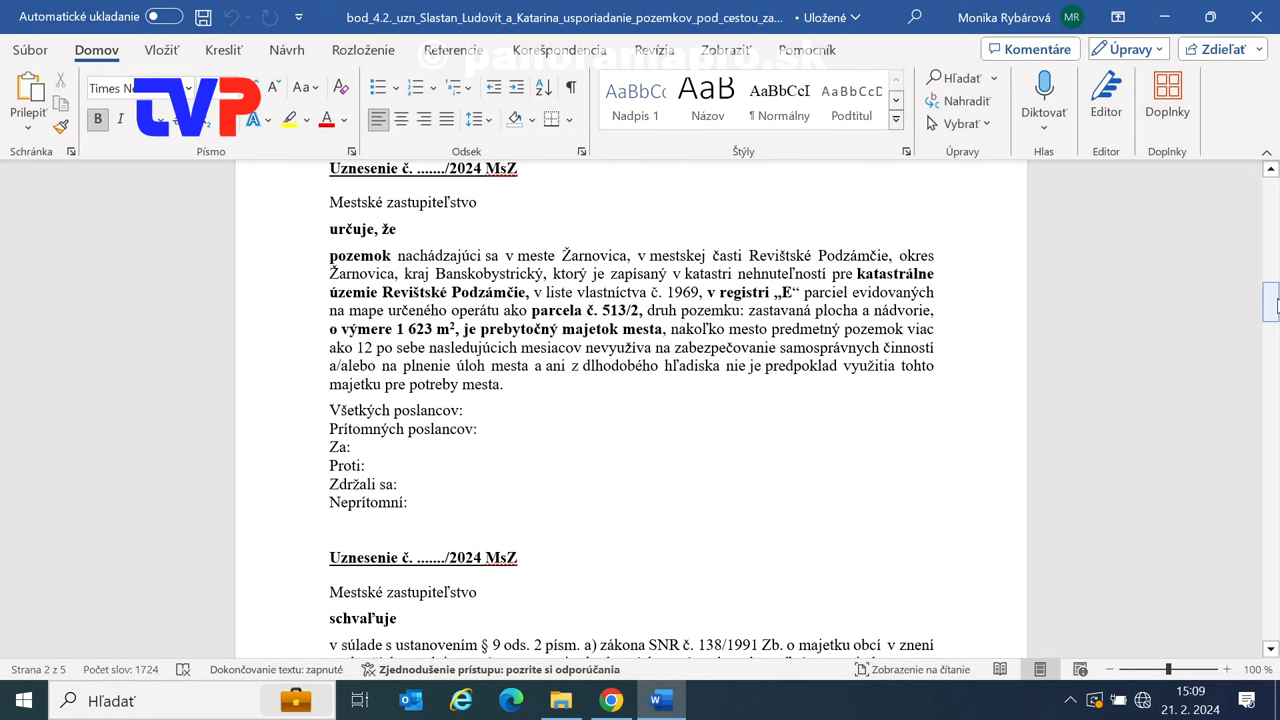 Automatické ukladanie
bod_4.2._uzn_Slastan_Ludovit_a_Katarina_usporiadanie_pozemkov_pod_cestou_za... • Uložené
Monika Rybárová MR
Súbor Domov Vložiť Kresliť Návrh Rozloženie Referencie Korešpondencia Revízia Zobraziť Pomocník
© panoramapro.sk
Komentáre Úpravy Zdieľať
TVP
Prilepiť
Times N
Aa
B I
AaBbCc AaB AaBbCcI AaBbCcD
Nadpis 1 Názov ¶ Normálny Podtitul
Hľadať
Nahradiť
Vybrať
Diktovať Editor Doplnky
Schránka Písmo Odsek Štýly Úpravy Hlas Editor Doplnky
Uznesenie č. ......./2024 MsZ
Mestské zastupiteľstvo
určuje, že
pozemok nachádzajúci sa v meste Žarnovica, v mestskej časti Revištské Podzámčie, okres
Žarnovica, kraj Banskobystrický, ktorý je zapísaný v katastri nehnuteľností pre katastrálne
územie Revištské Podzámčie, v liste vlastníctva č. 1969, v registri „E“ parciel evidovaných
na mape určeného operátu ako parcela č. 513/2, druh pozemku: zastavaná plocha a nádvorie,
o výmere 1 623 m², je prebytočný majetok mesta, nakoľko mesto predmetný pozemok viac
ako 12 po sebe nasledujúcich mesiacov nevyužíva na zabezpečovanie samosprávnych činností
a/alebo na plnenie úloh mesta a ani z dlhodobého hľadiska nie je predpoklad využitia tohto
majetku pre potreby mesta.
Všetkých poslancov:
Prítomných poslancov:
Za:
Proti:
Zdržali sa:
Neprítomní:
Uznesenie č. ......./2024 MsZ
Mestské zastupiteľstvo
schvaľuje
v súlade s ustanovením § 9 ods. 2 písm. a) zákona SNR č. 138/1991 Zb. o majetku obcí v znení
Strana 2 z 5 Počet slov: 1724 Dokončovanie textu: zapnuté Zjednodušenie prístupu: pozrite si odporúčania Zobrazenie na čítanie 100 %
Hľadať
15:09
21. 2. 2024